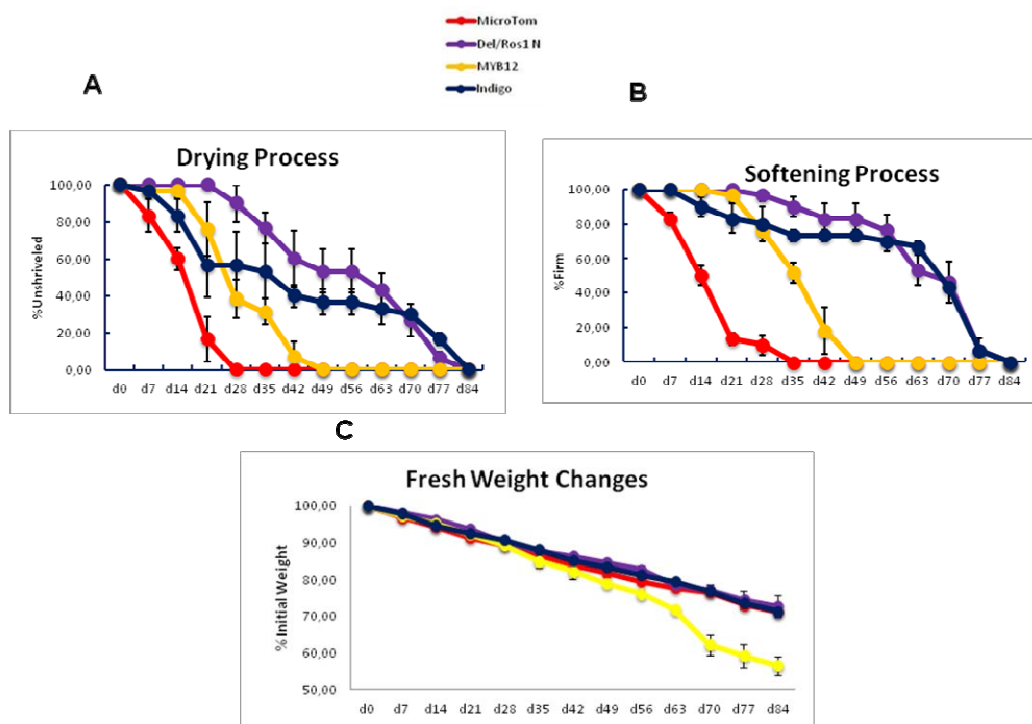 MicroTom
Del/Ros1 N
MYB12
Indigo
A
B
Drying Process
%Unshriveled
100,00
80,00
60,00
40,00
20,00
0,00
d0 d7 d14 d21 d28 d35 d42 d49 d56 d63 d70 d77 d84
Softening Process
%Firm
100,00
80,00
60,00
40,00
20,00
0,00
d0 d7 d14 d21 d28 d35 d42 d49 d56 d63 d70 d77 d84
C
Fresh Weight Changes
% Initial Weight
100,00
90,00
80,00
70,00
60,00
50,00
d0 d7 d14 d21 d28 d35 d42 d49 d56 d63 d70 d77 d84